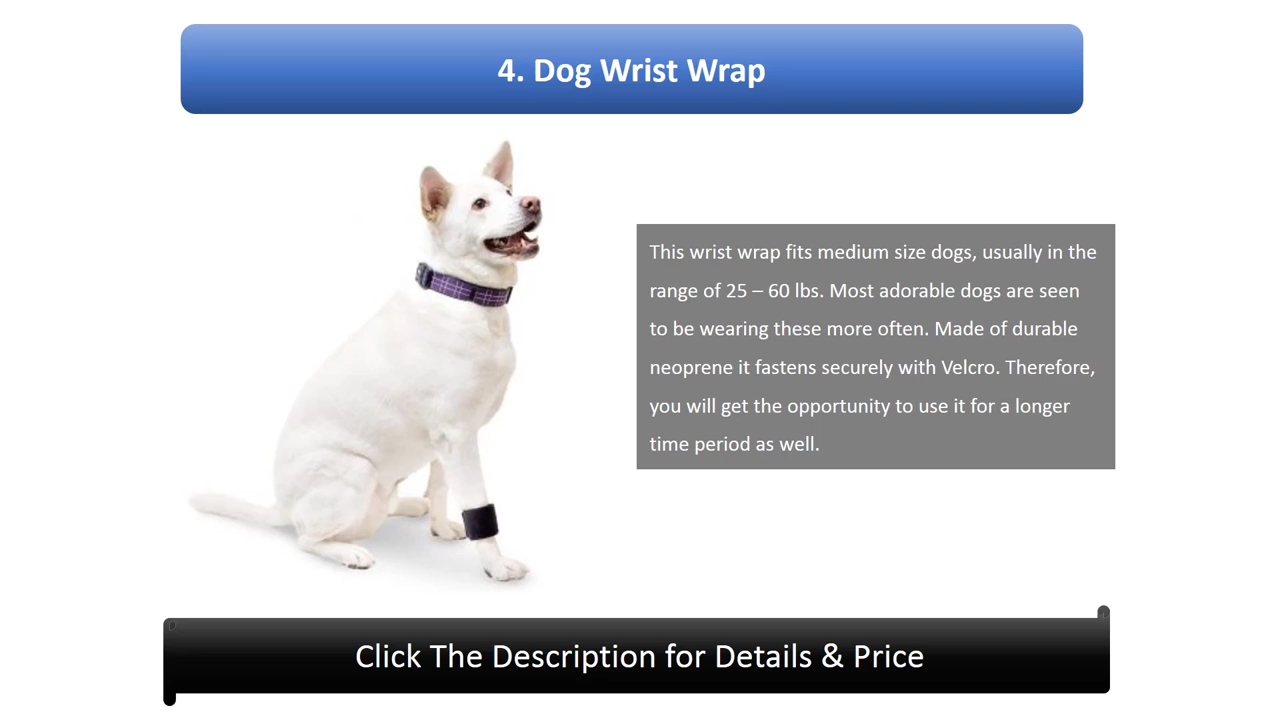 4. Dog Wrist Wrap
This wrist wrap fits medium size dogs, usually in the
range of 25 – 60 lbs. Most adorable dogs are seen
to be wearing these more often. Made of durable
neoprene it fastens securely with Velcro. Therefore,
you will get the opportunity to use it for a longer
time period as well.
Click The Description for Details & Price